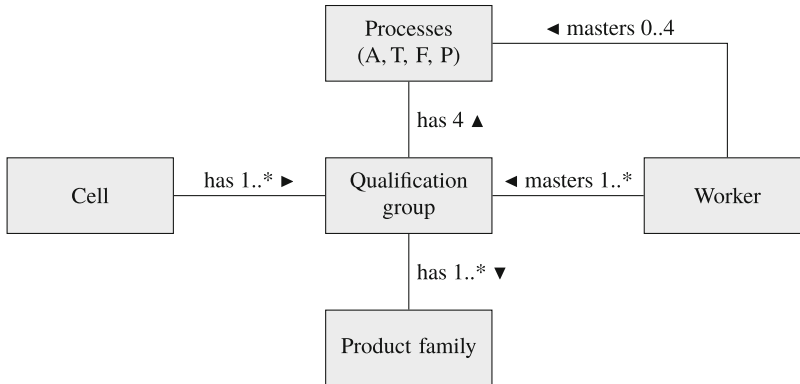 Processes
(A, T, F, P)
◄ masters 0..4
has 4 ▲
Cell
has 1..* ►
Qualification
group
◄ masters 1..*
Worker
has 1..* ▼
Product family